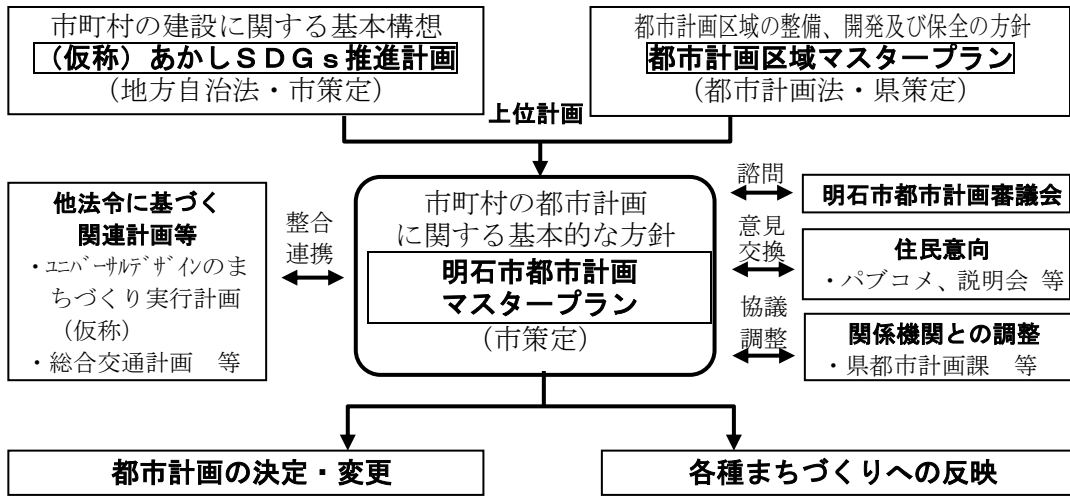 市町村の建設に関する基本構想
（仮称）あかしＳＤＧｓ推進計画
（地方自治法・市策定）
都市計画区域の整備、開発及び保全の方針
都市計画区域マスタープラン
（都市計画法・県策定）
上位計画
他法令に基づく
関連計画等
・ﾕﾆﾊﾞｰｻﾙﾃﾞｻﾞｲﾝのま
ちづくり実行計画
（仮称）
・総合交通計画　等
整合
連携
市町村の都市計画
に関する基本的な方針
明石市都市計画
マスタープラン
（市策定）
諮問
明石市都市計画審議会
意見
交換
住民意向
・パブコメ、説明会 等
協議
調整
関係機関との調整
・県都市計画課　等
都市計画の決定・変更
各種まちづくりへの反映